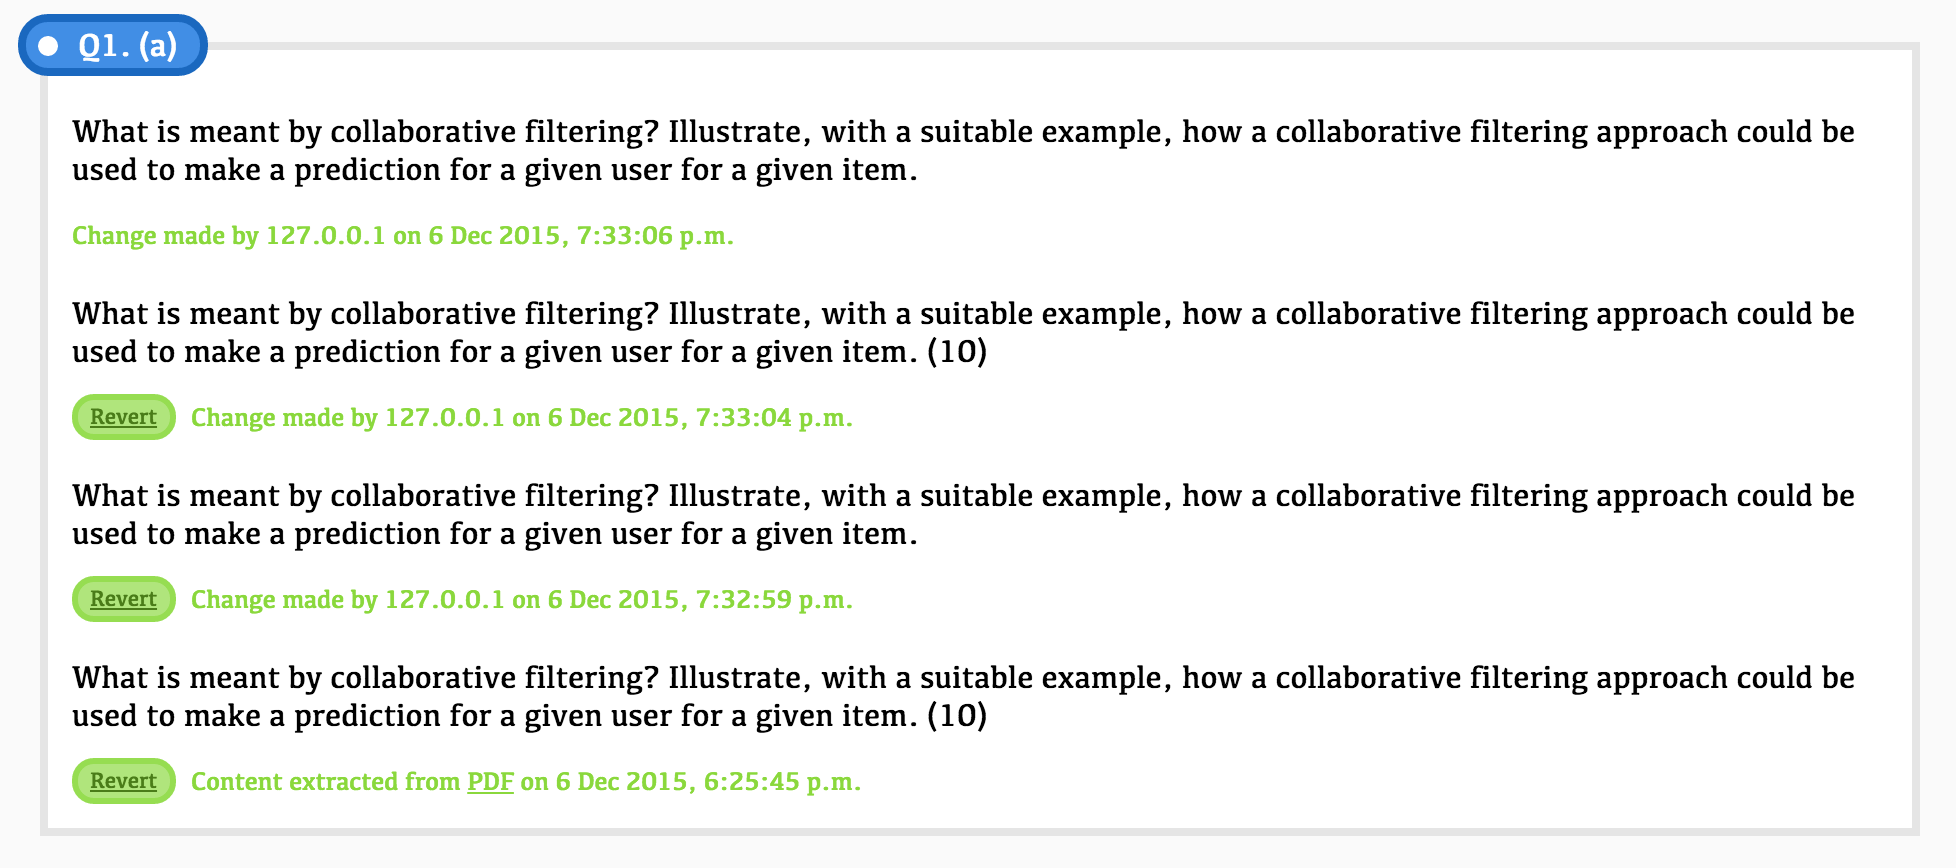 Q1. (a)
What is meant by collaborative filtering? Illustrate, with a suitable example, how a collaborative filtering approach could be
used to make a prediction for a given user for a given item.
Change made by 127.0.0.1 on 6 Dec 2015, 7:33:06 p.m.
What is meant by collaborative filtering? Illustrate, with a suitable example, how a collaborative filtering approach could be
used to make a prediction for a given user for a given item. (10)
Revert Change made by 127.0.0.1 on 6 Dec 2015, 7:33:04 p.m.
What is meant by collaborative filtering? Illustrate, with a suitable example, how a collaborative filtering approach could be
used to make a prediction for a given user for a given item.
Revert Change made by 127.0.0.1 on 6 Dec 2015, 7:32:59 p.m.
What is meant by collaborative filtering? Illustrate, with a suitable example, how a collaborative filtering approach could be
used to make a prediction for a given user for a given item. (10)
Revert Content extracted from PDF on 6 Dec 2015, 6:25:45 p.m.